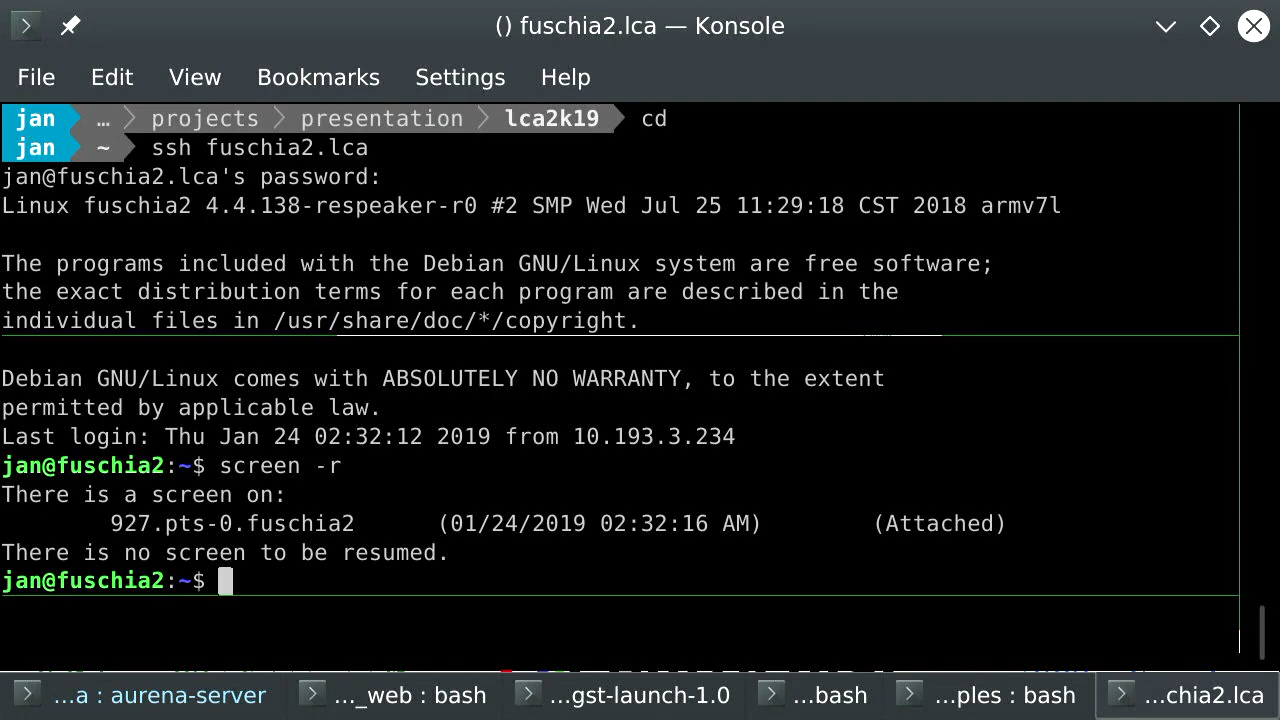 () fuschia2.lca — Konsole
File Edit View Bookmarks Settings Help
jan … projects presentation lca2k19 cd
jan ~ ssh fuschia2.lca
jan@fuschia2.lca's password:
Linux fuschia2 4.4.138-respeaker-r0 #2 SMP Wed Jul 25 11:29:18 CST 2018 armv7l
The programs included with the Debian GNU/Linux system are free software;
the exact distribution terms for each program are described in the
individual files in /usr/share/doc/*/copyright.
Debian GNU/Linux comes with ABSOLUTELY NO WARRANTY, to the extent
permitted by applicable law.
Last login: Thu Jan 24 02:32:12 2019 from 10.193.3.234
jan@fuschia2:~$ screen -r
There is a screen on:
927.pts-0.fuschia2 (01/24/2019 02:32:16 AM) (Attached)
There is no screen to be resumed.
jan@fuschia2:~$
…a : aurena-server …_web : bash …gst-launch-1.0 …bash …ples : bash …chia2.lca